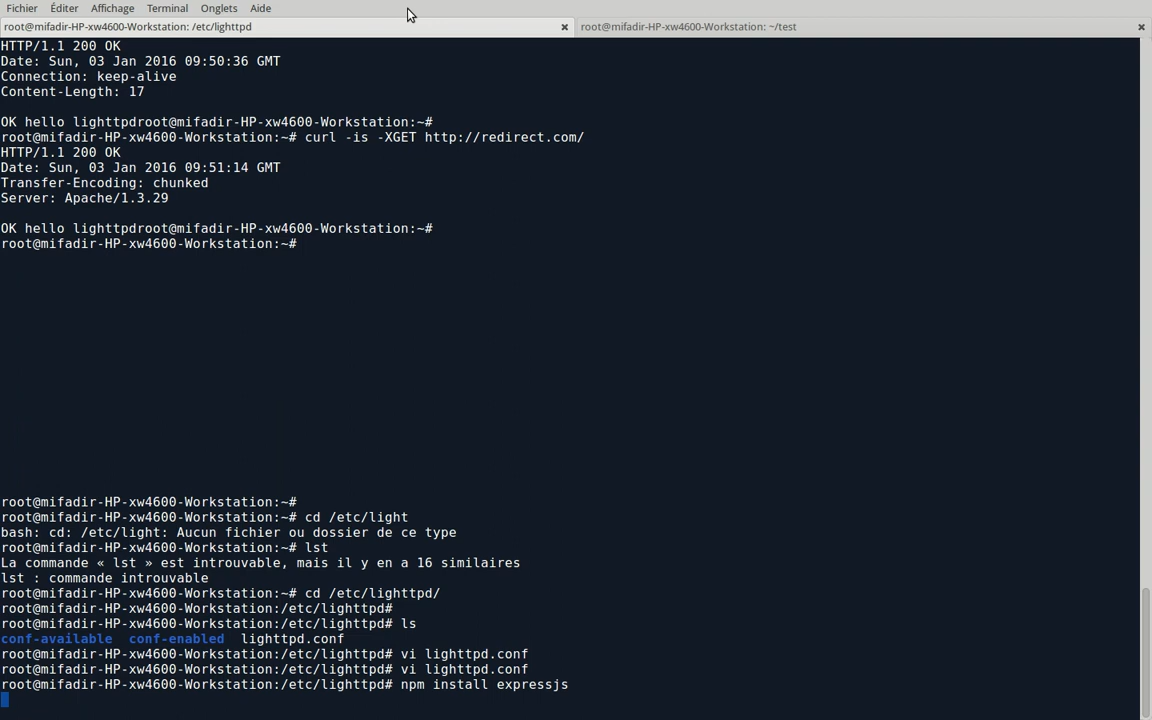 Fichier Éditer Affichage Terminal Onglets Aide
root@mifadir-HP-xw4600-Workstation: /etc/lighttpd
root@mifadir-HP-xw4600-Workstation: ~/test
HTTP/1.1 200 OK
Date: Sun, 03 Jan 2016 09:50:36 GMT
Connection: keep-alive
Content-Length: 17
OK hello lighttpdroot@mifadir-HP-xw4600-Workstation:~#
root@mifadir-HP-xw4600-Workstation:~# curl -is -XGET http://redirect.com/
HTTP/1.1 200 OK
Date: Sun, 03 Jan 2016 09:51:14 GMT
Transfer-Encoding: chunked
Server: Apache/1.3.29
OK hello lighttpdroot@mifadir-HP-xw4600-Workstation:~#
root@mifadir-HP-xw4600-Workstation:~#
root@mifadir-HP-xw4600-Workstation:~#
root@mifadir-HP-xw4600-Workstation:~# cd /etc/light
bash: cd: /etc/light: Aucun fichier ou dossier de ce type
root@mifadir-HP-xw4600-Workstation:~# lst
La commande « lst » est introuvable, mais il y en a 16 similaires
lst : commande introuvable
root@mifadir-HP-xw4600-Workstation:~# cd /etc/lighttpd/
root@mifadir-HP-xw4600-Workstation:/etc/lighttpd#
root@mifadir-HP-xw4600-Workstation:/etc/lighttpd# ls
conf-available conf-enabled lighttpd.conf
root@mifadir-HP-xw4600-Workstation:/etc/lighttpd# vi lighttpd.conf
root@mifadir-HP-xw4600-Workstation:/etc/lighttpd# vi lighttpd.conf
root@mifadir-HP-xw4600-Workstation:/etc/lighttpd# npm install expressjs